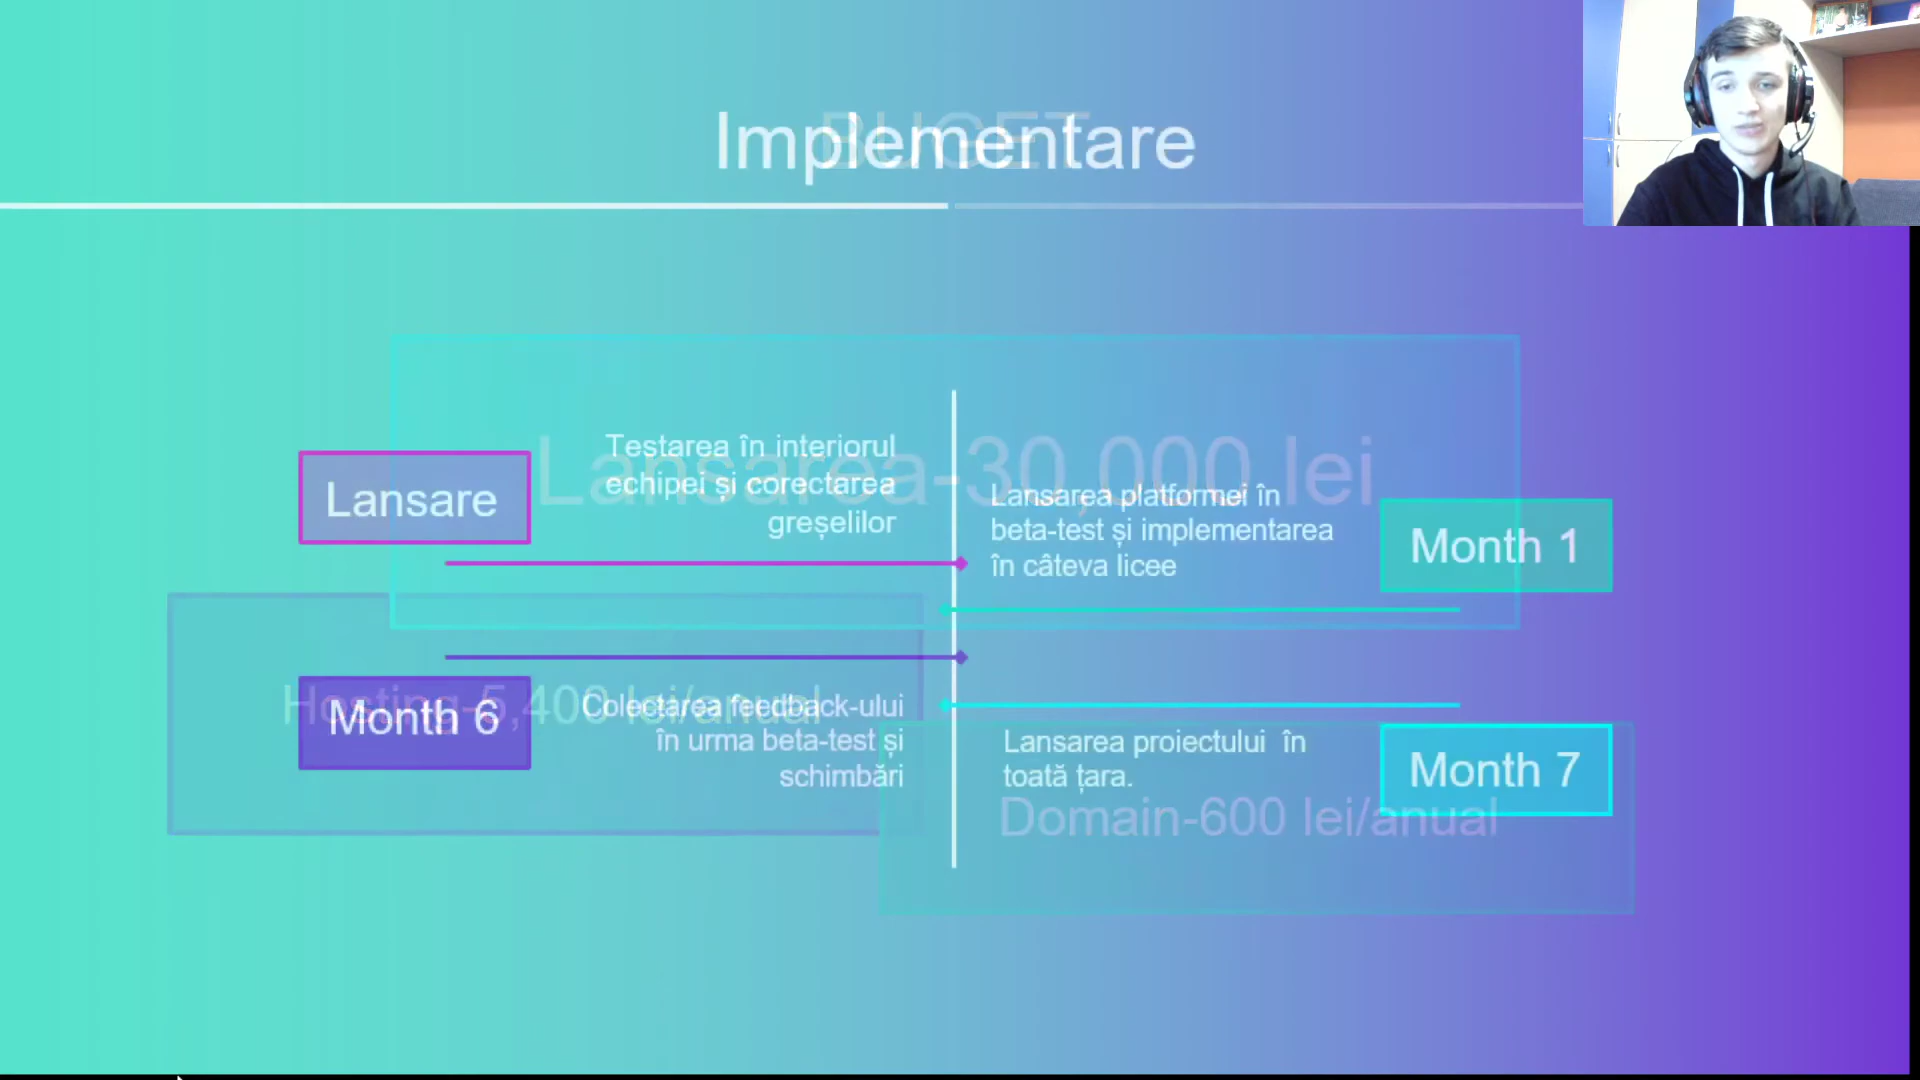 Implementare
BUGET
Lansarea-30,000 lei
Lansare
Testarea în interiorul
echipei și corectarea
greșelilor
Lansarea platformei în
beta-test și implementarea
în câteva licee
Month 1
Hosting-5,400 lei/anual
Month 6
Colectarea feedback-ului
în urma beta-test și
schimbări
Lansarea proiectului în
toată țara.
Month 7
Domain-600 lei/anual